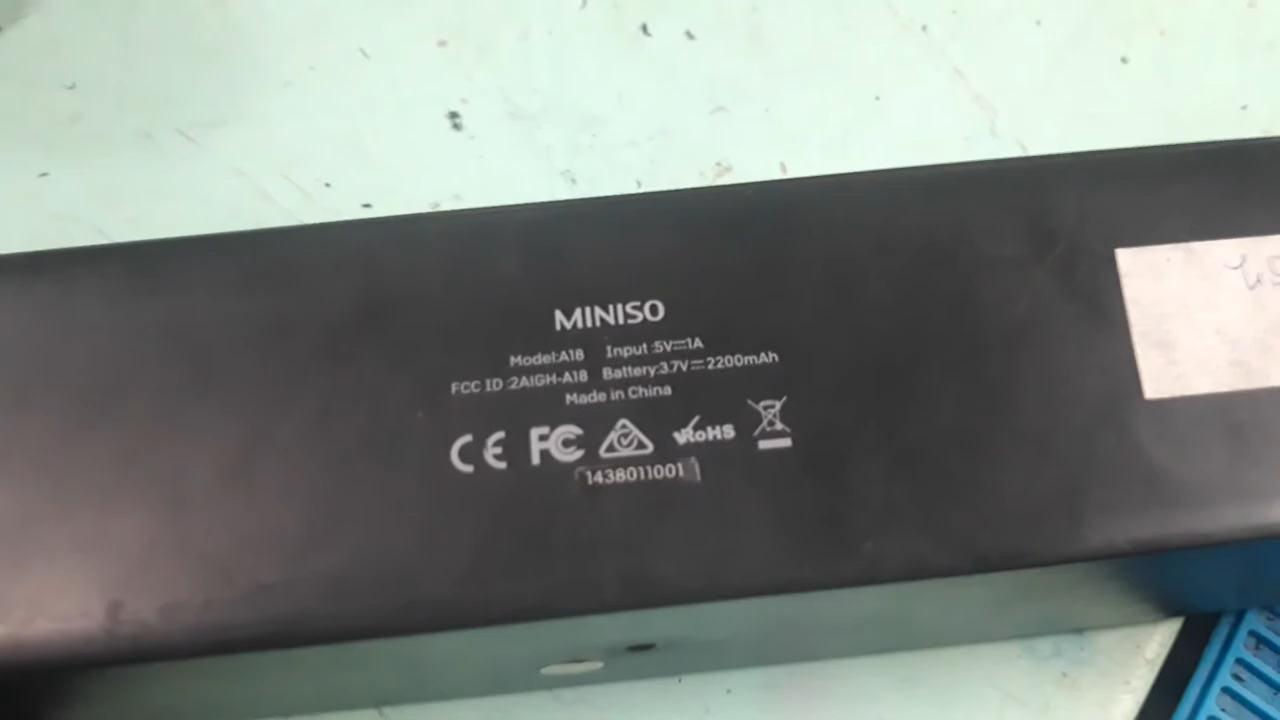 MINISO
Model:A18 Input :5V⎓1A
FCC ID :2AIGH-A18 Battery:3.7V⎓2200mAh
Made in China
CE FC RoHS
1438011001